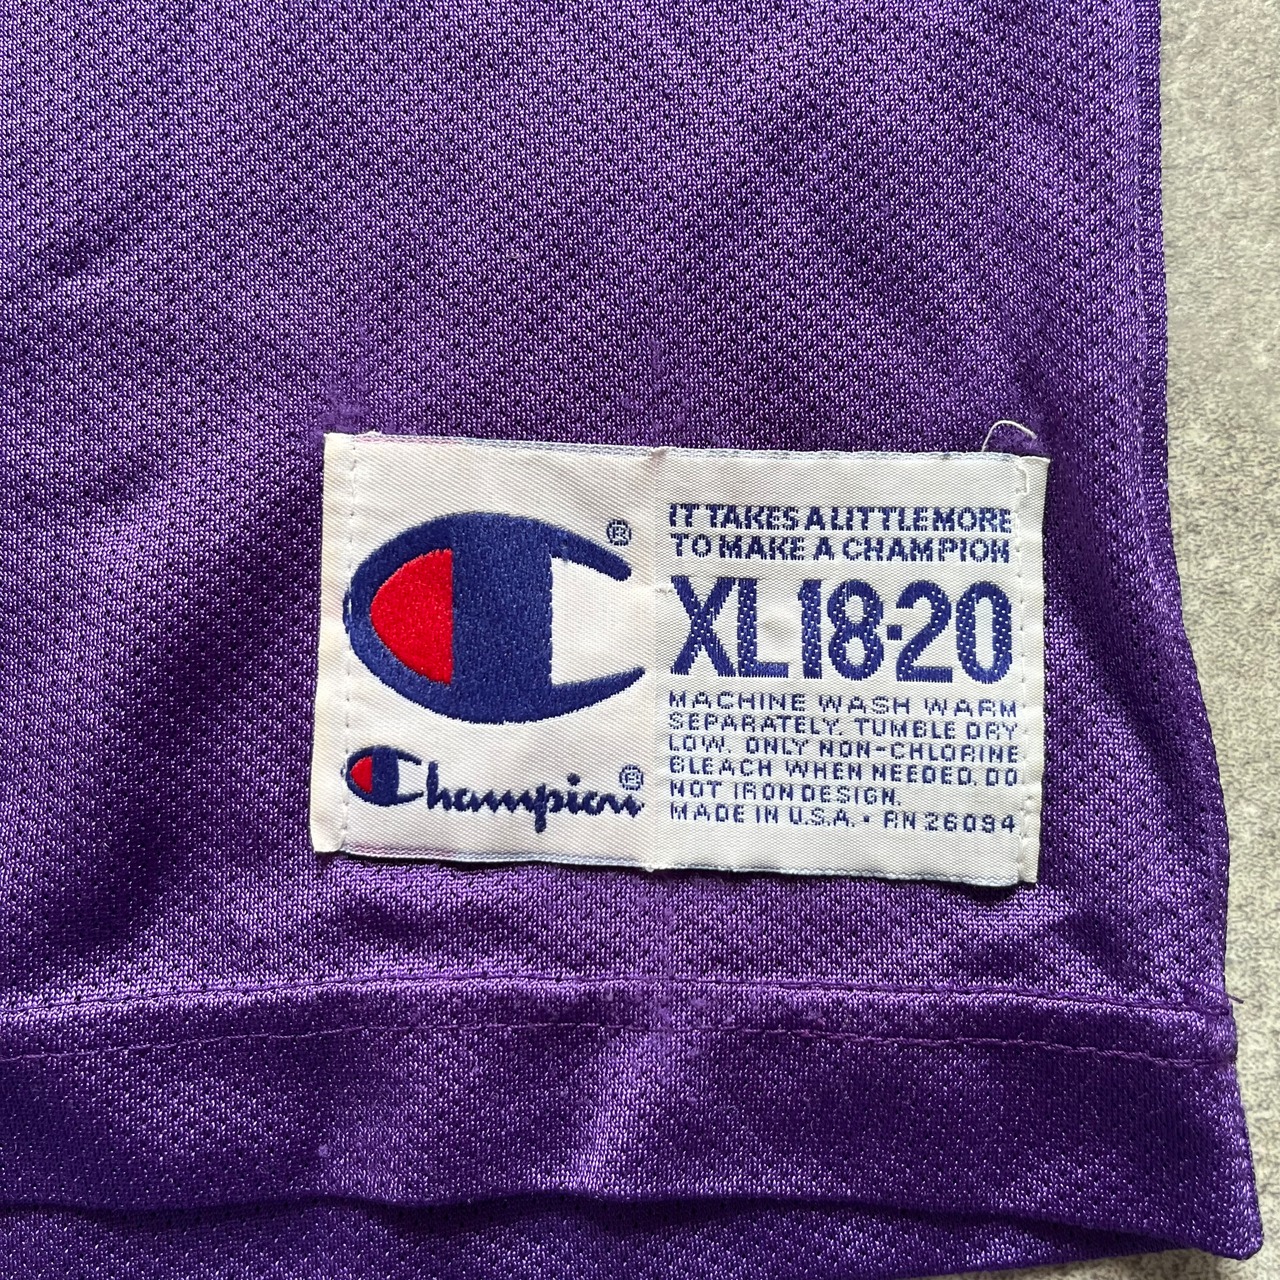 ®
Champion®
IT TAKES A LITTLE MORE
TO MAKE A CHAMPION
XL 18·20
MACHINE WASH WARM
SEPARATELY. TUMBLE DRY
LOW. ONLY NON-CHLORINE
BLEACH WHEN NEEDED. DO
NOT IRON DESIGN.
MADE IN U.S.A. • RN 26094